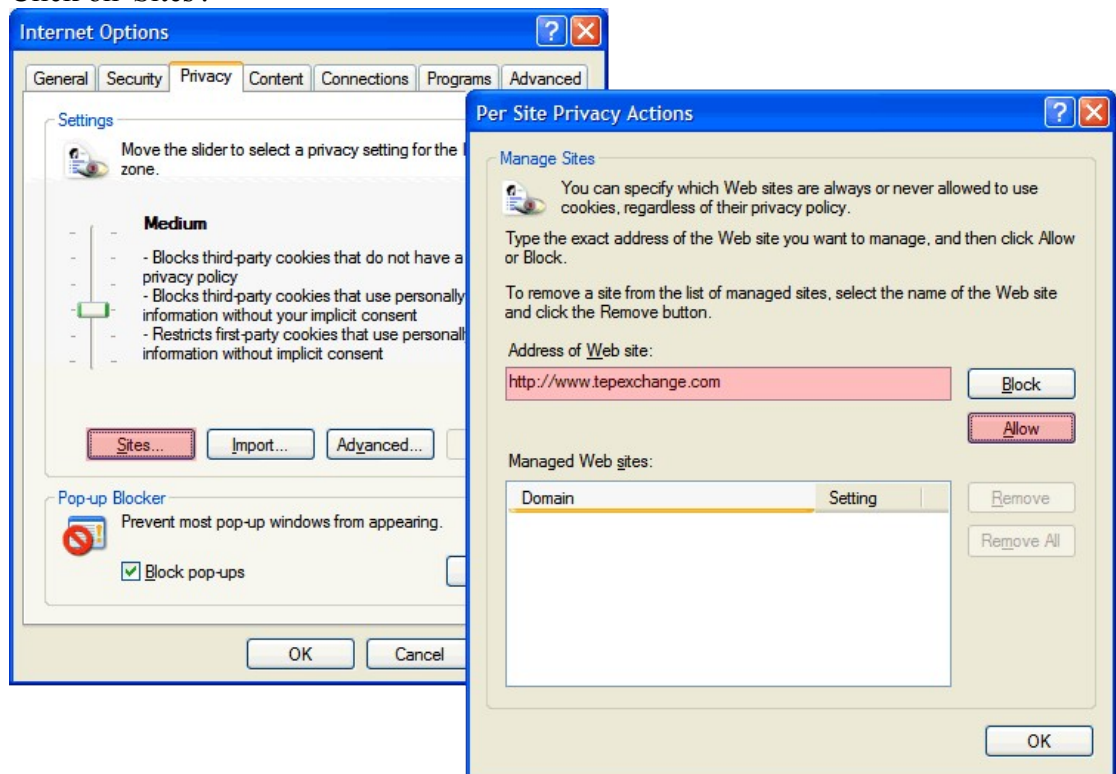 Click on 'Sites'.
Internet Options
General Security Privacy Content Connections Programs Advanced
Settings
Move the slider to select a privacy setting for the
zone.
Medium
- Blocks third-party cookies that do not have a
privacy policy
- Blocks third-party cookies that use personally
information without your implicit consent
- Restricts first-party cookies that use personall
information without implicit consent
Sites... Import... Advanced...
Pop-up Blocker
Prevent most pop-up windows from appearing.
Block pop-ups
OK Cancel
Per Site Privacy Actions
Manage Sites
You can specify which Web sites are always or never allowed to use
cookies, regardless of their privacy policy.
Type the exact address of the Web site you want to manage, and then click Allow
or Block.
To remove a site from the list of managed sites, select the name of the Web site
and click the Remove button.
Address of Web site:
http://www.tepexchange.com
Block
Allow
Managed Web sites:
Domain Setting
Remove
Remove All
OK